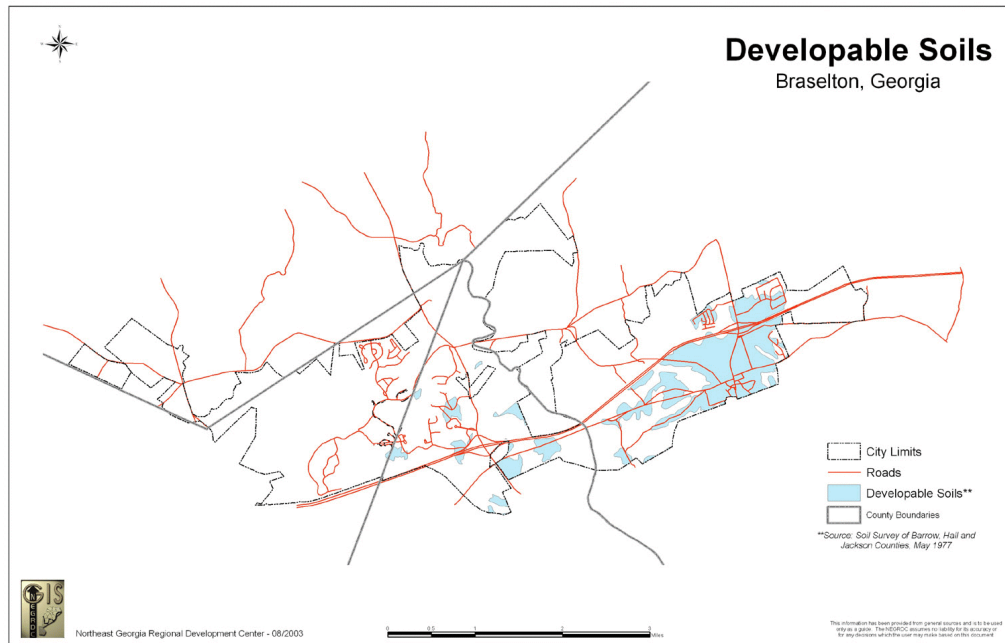 Developable Soils
Braselton, Georgia
City Limits
Roads
Developable Soils**
County Boundaries
**Source: Soil Survey of Barrow, Hall and
Jackson Counties, May 1977
GIS
NEGRDC
Northeast Georgia Regional Development Center - 08/2003
0 0.5 1 2 3
Miles
This information has been provided from general sources and is to be used
only as a guide. The NEGRDC assumes no liability for its accuracy or
for any decisions which the user may make based on this document.